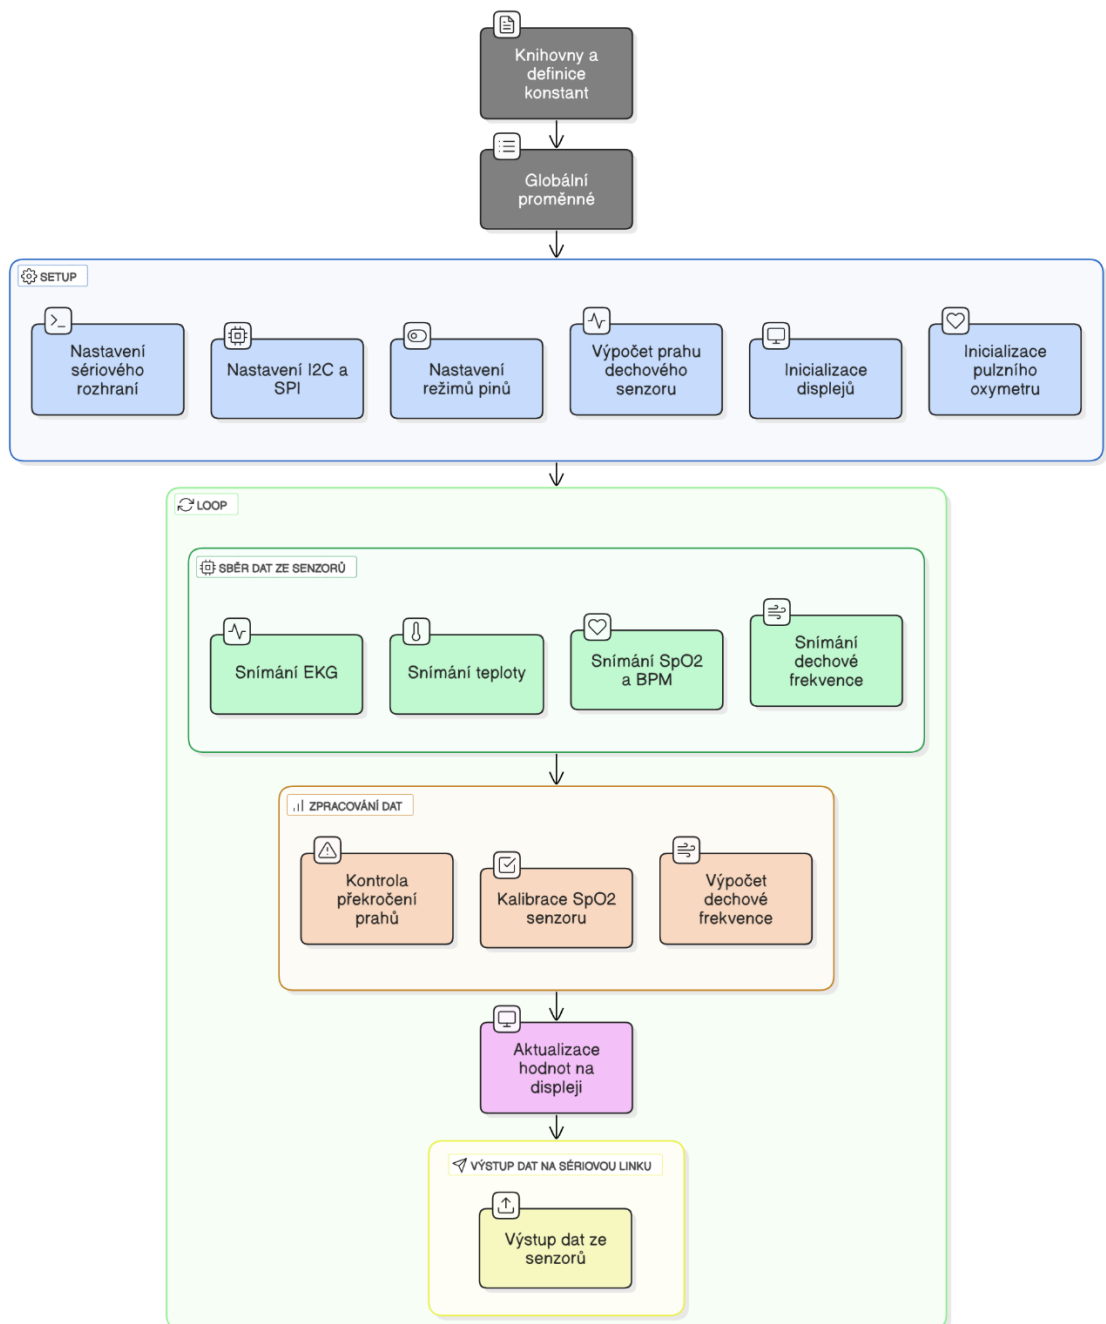 Knihovny a
definice
konstant
Globální
proměnné
SETUP
Nastavení
sériového
rozhraní
Nastavení I2C a
SPI
Nastavení
režimů pinů
Výpočet prahu
dechového
senzoru
Inicializace
displejů
Inicializace
pulzního
oxymetru
LOOP
SBĚR DAT ZE SENZORŮ
Snímání EKG
Snímání teploty
Snímání SpO2
a BPM
Snímání
dechové
frekvence
ZPRACOVÁNÍ DAT
Kontrola
překročení
prahů
Kalibrace SpO2
senzoru
Výpočet
dechové
frekvence
Aktualizace
hodnot na
displeji
VÝSTUP DAT NA SÉRIOVOU LINKU
Výstup dat ze
senzorů